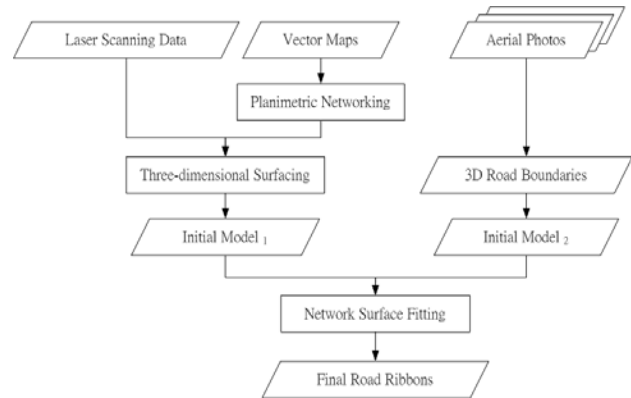 Laser Scanning Data
Vector Maps
Aerial Photos
Planimetric Networking
Three-dimensional Surfacing
3D Road Boundaries
Initial Model 1
Initial Model 2
Network Surface Fitting
Final Road Ribbons